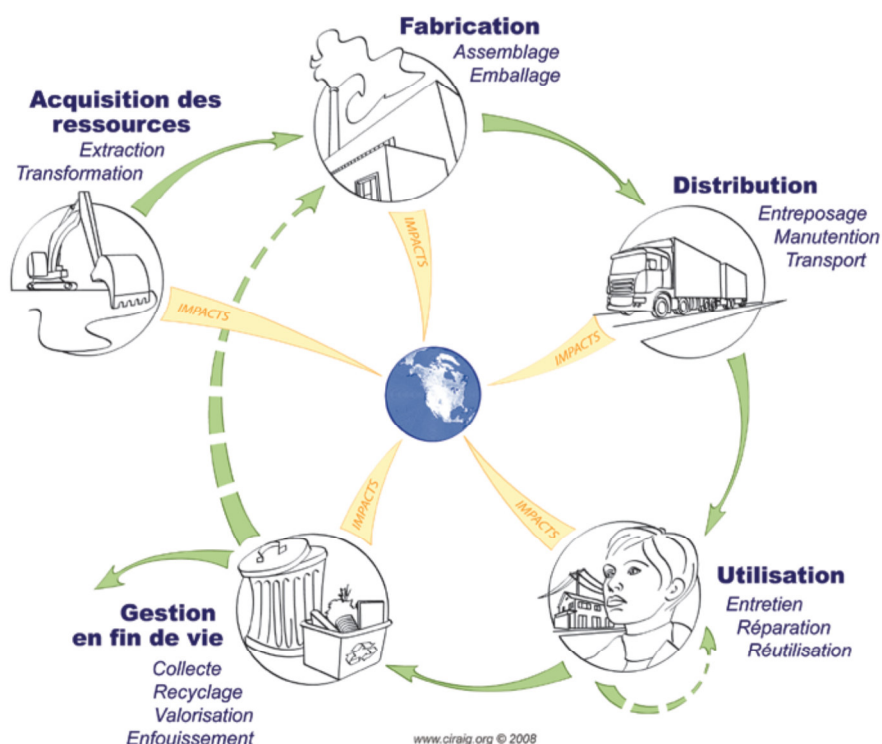 Fabrication
Assemblage
Emballage
Acquisition des
ressources
Extraction
Transformation
Distribution
Entreposage
Manutention
Transport
IMPACTS
IMPACTS
IMPACTS
IMPACTS
IMPACTS
Utilisation
Entretien
Réparation
Réutilisation
Gestion
en fin de vie
Collecte
Recyclage
Valorisation
Enfouissement
www.ciraig.org © 2008